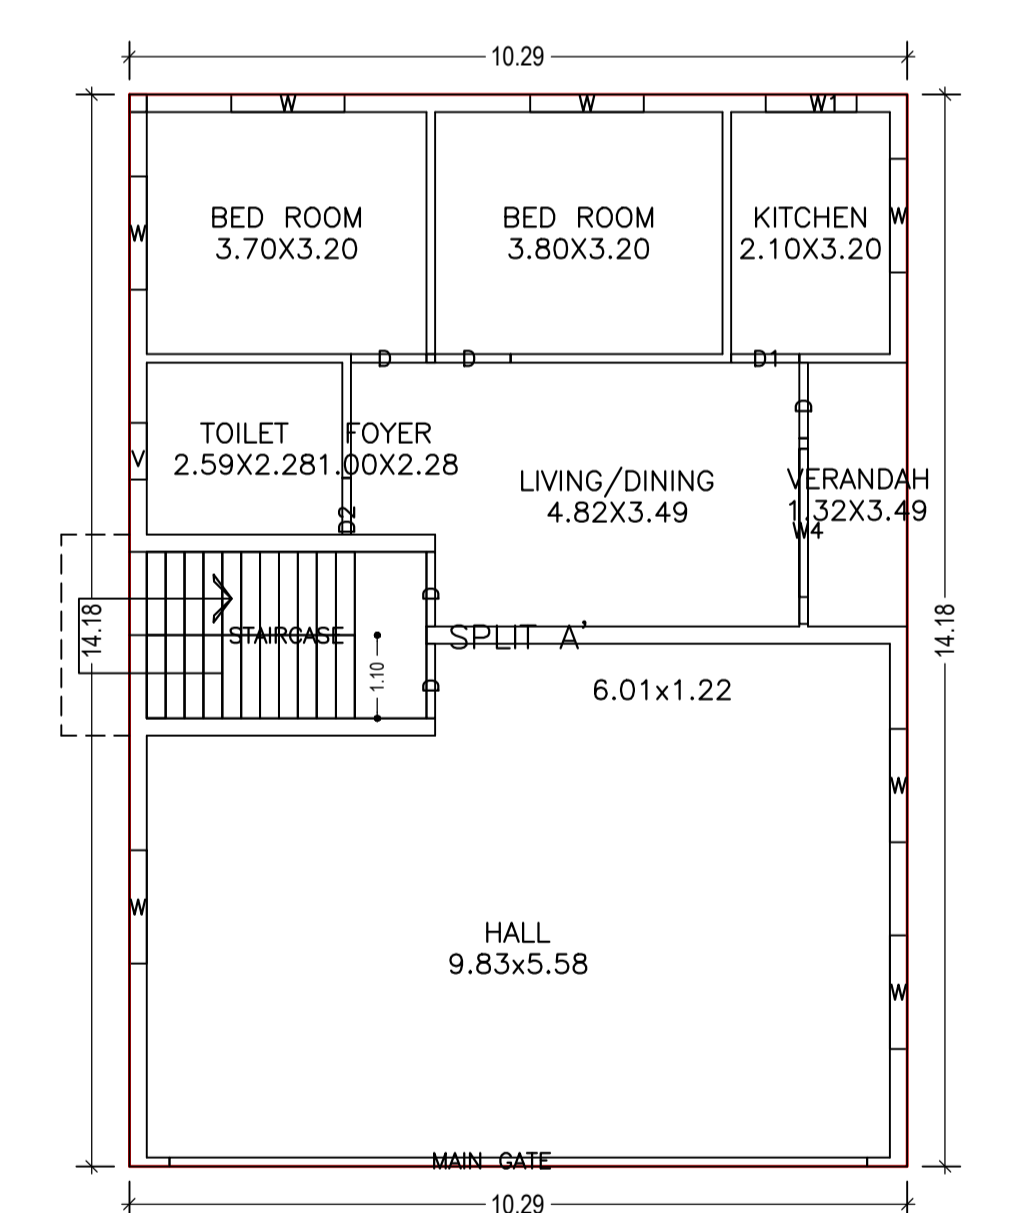 10.29
W
W
W1
BED ROOM
3.70X3.20
BED ROOM
3.80X3.20
KITCHEN
2.10X3.20
W
W
D
D
D1
D
TOILET
2.59X2.28
FOYER
1.00X2.28
V
LIVING/DINING
4.82X3.49
VERANDAH
1.32X3.49
W4
D2
D
14.18
STAIRCASE
1.10
D
SPLIT A'
14.18
6.01x1.22
W
W
HALL
9.83x5.58
W
MAIN GATE
10.29